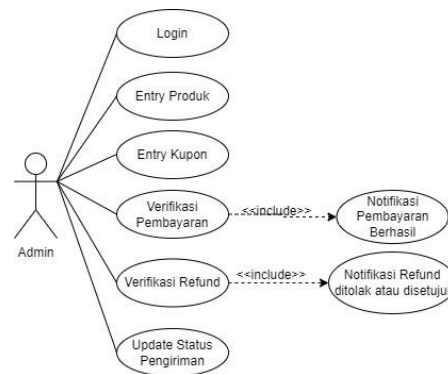 Login
Entry Produk
Entry Kupon
Verifikasi
Pembayaran
<<include>>
Notifikasi
Pembayaran
Berhasil
Admin
Verifikasi Refund
<<include>>
Notifikasi Refund
ditolak atau disetujui
Update Status
Pengiriman